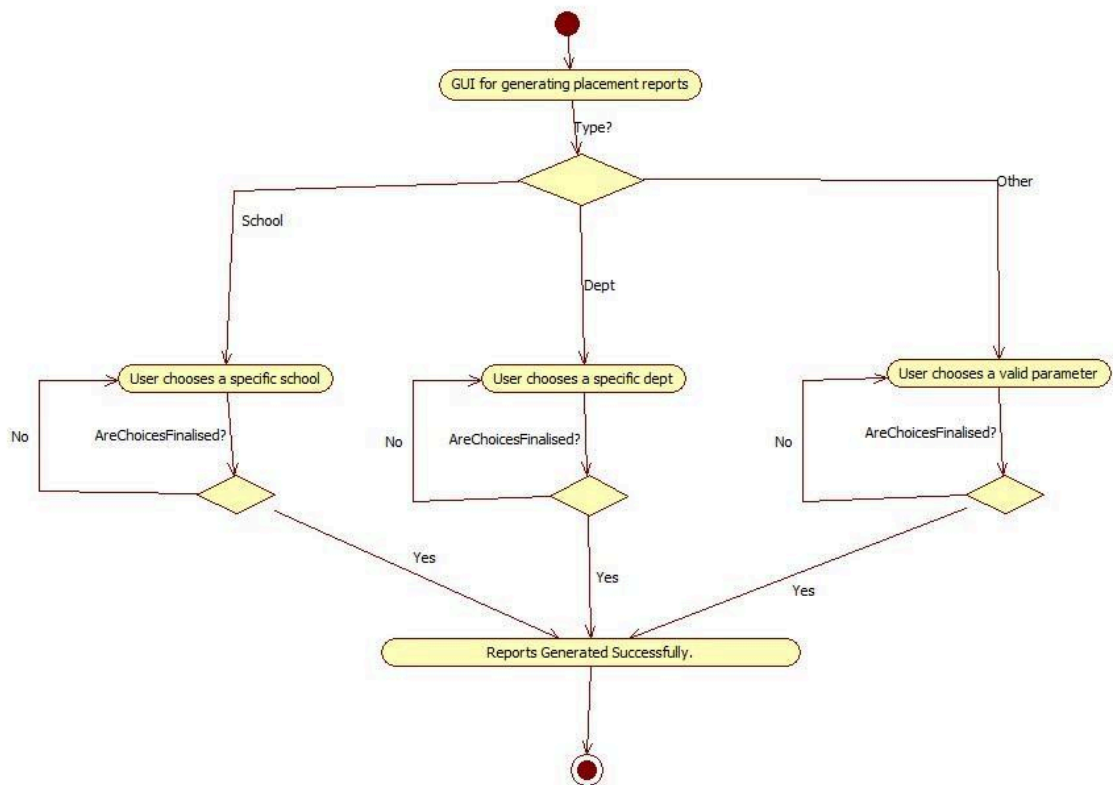 GUI for generating placement reports
Type?
School
Other
Dept
User chooses a specific school
User chooses a specific dept
User chooses a valid parameter
No
AreChoicesFinalised?
No
AreChoicesFinalised?
No
AreChoicesFinalised?
Yes
Yes
Yes
Reports Generated Successfully.